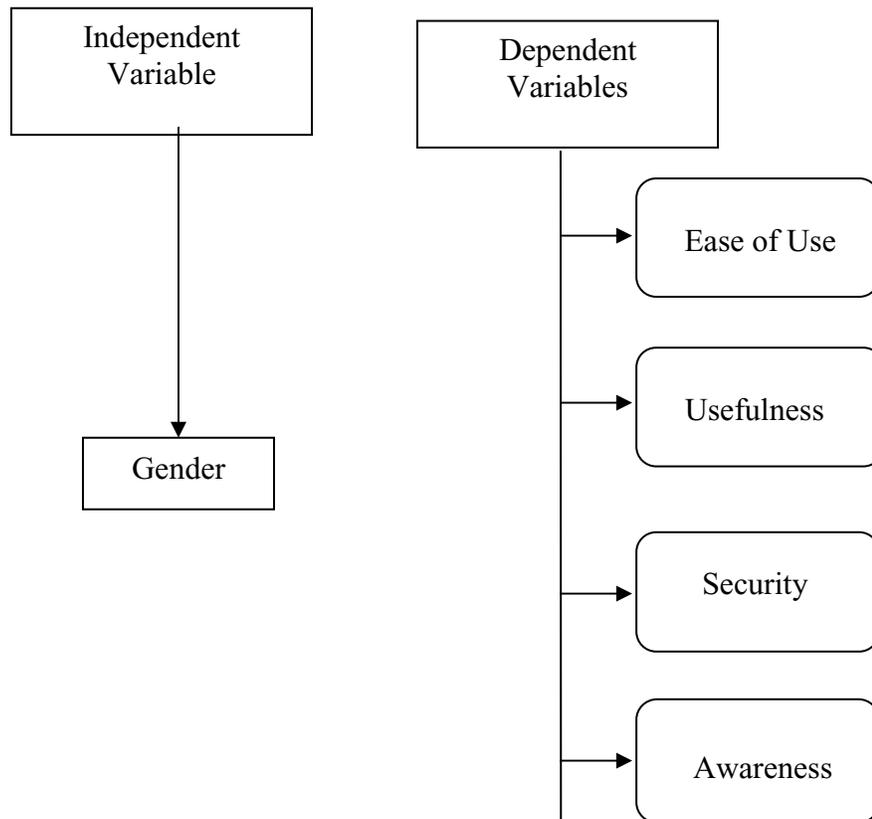 Independent
Variable
Dependent
Variables
Ease of Use
Usefulness
Gender
Security
Awareness